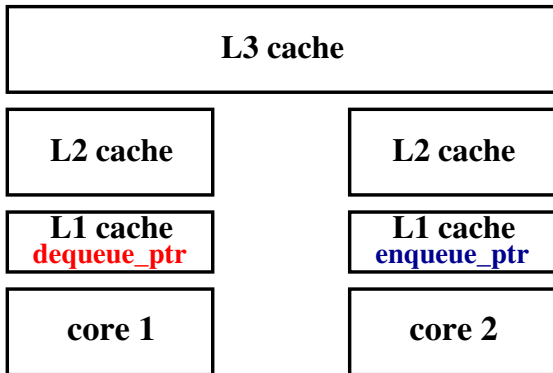 L3 cache
L2 cache
L2 cache
L1 cache
dequeue_ptr
L1 cache
enqueue_ptr
core 1
core 2